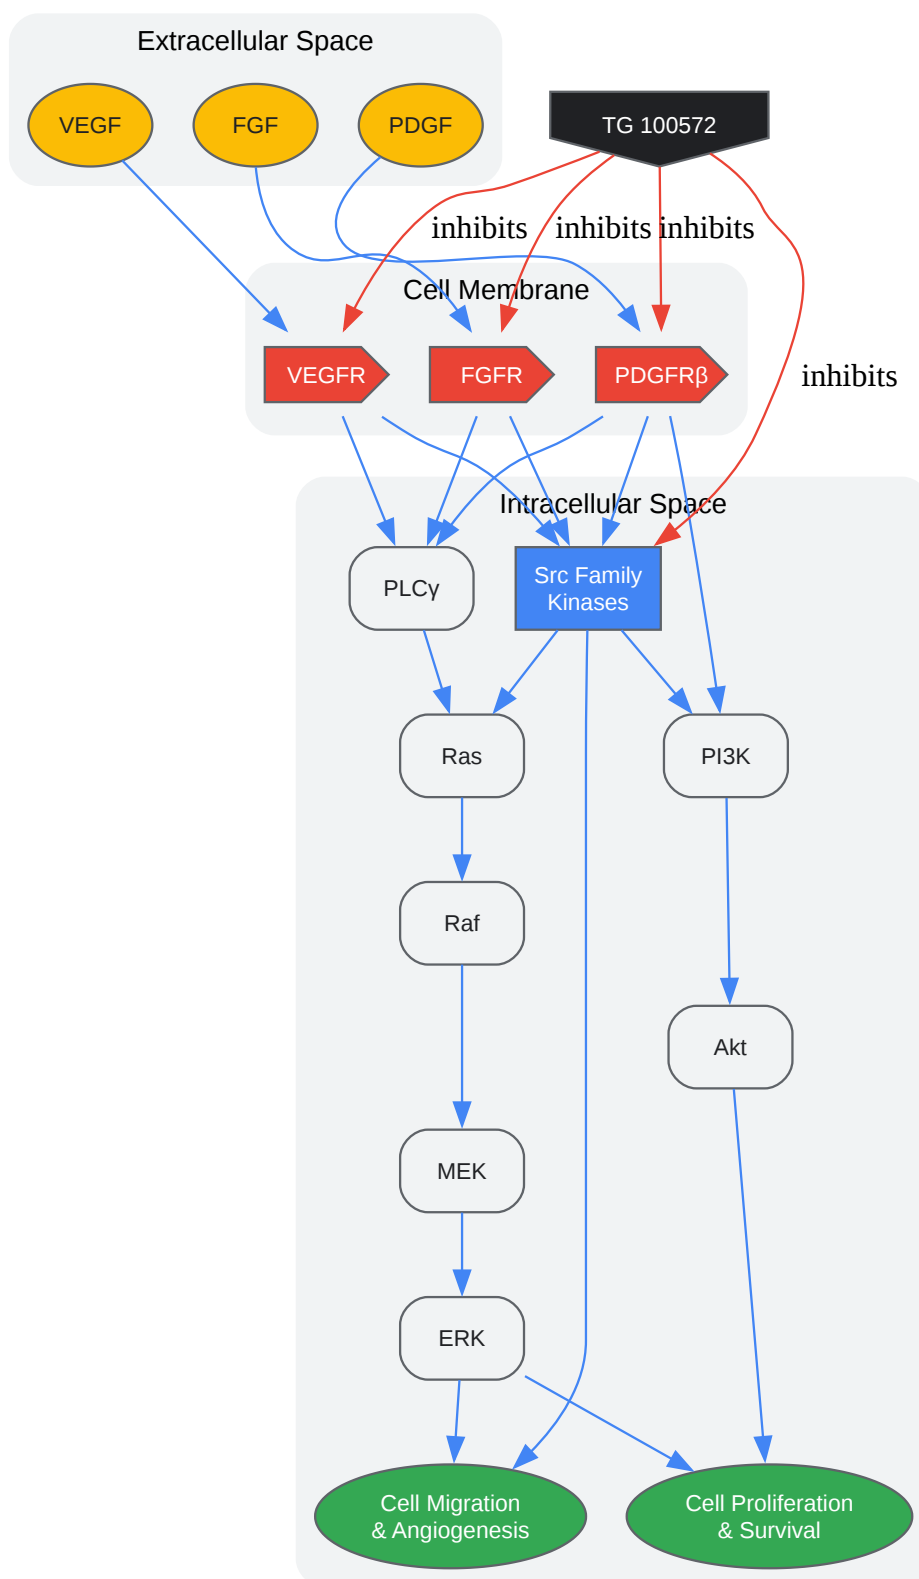 Extracellular Space
VEGF
FGF
PDGF
TG 100572
inhibits
inhibits
inhibits
Cell Membrane
VEGFR
FGFR
PDGFRβ
inhibits
Intracellular Space
PLCγ
Src Family
Kinases
Ras
PI3K
Raf
Akt
MEK
ERK
Cell Migration
& Angiogenesis
Cell Proliferation
& Survival